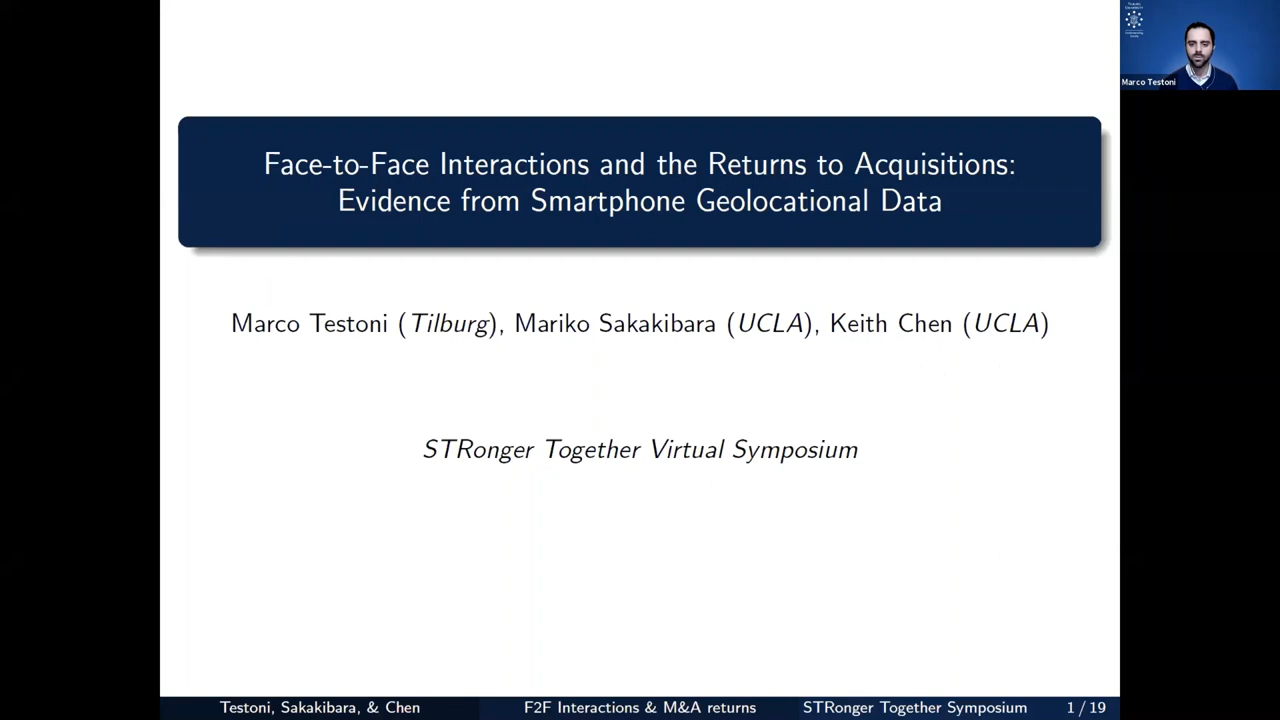 Face-to-Face Interactions and the Returns to Acquisitions:
Evidence from Smartphone Geolocational Data
Marco Testoni (Tilburg), Mariko Sakakibara (UCLA), Keith Chen (UCLA)
STRonger Together Virtual Symposium
Testoni, Sakakibara, & Chen
F2F Interactions & M&A returns
STRonger Together Symposium
1 / 19
Marco Testoni